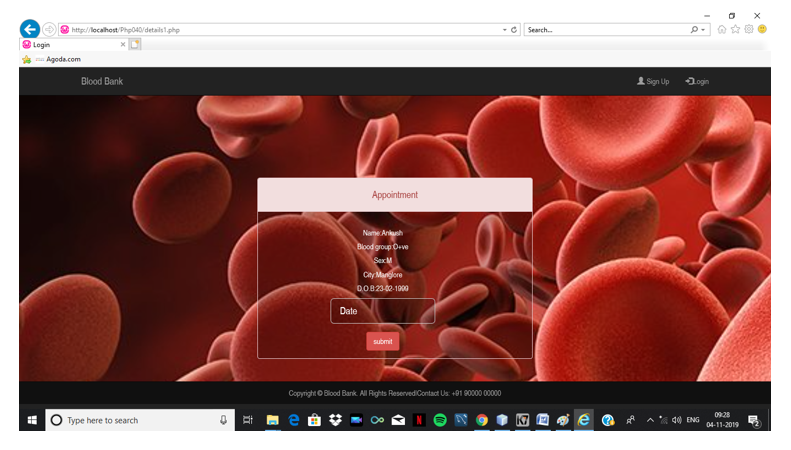 http://localhost/Php040/details1.php
Search...
Login
Agoda.com
Blood Bank
Sign Up
Login
Appointment
Name:Ankush
Blood group:O+ve
Sex:M
City:Manglore
D.O.B:23-02-1999
Date
submit
Copyright © Blood Bank. All Rights Reserved|Contact Us: +91 90000 00000
Type here to search
ENG
09:28
04-11-2019